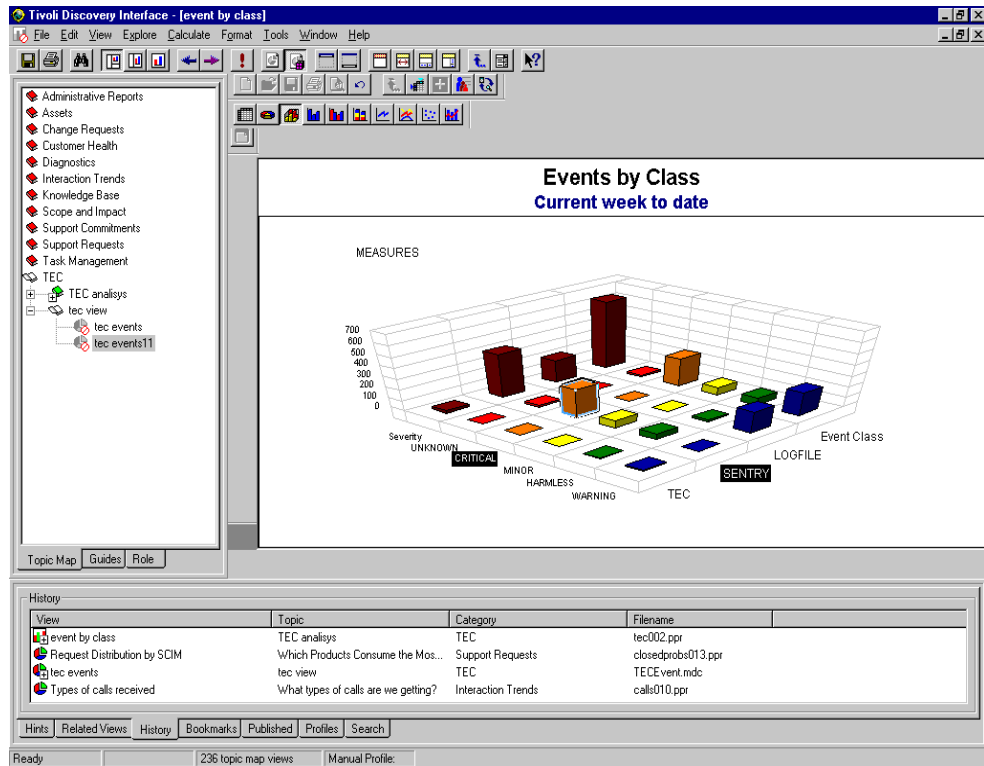 Tivoli Discovery Interface - [event by class]
File Edit View Explore Calculate Format Tools Window Help
Administrative Reports
Assets
Change Requests
Customer Health
Diagnostics
Interaction Trends
Knowledge Base
Scope and Impact
Support Commitments
Support Requests
Task Management
TEC
TEC analisys
tec view
tec events
tec events11
Topic Map Guides Role
Events by Class
Current week to date
MEASURES
700
600
500
400
300
200
100
0
Severity
UNKNOWN
CRITICAL
MINOR
HARMLESS
WARNING
TEC
SENTRY
LOGFILE
Event Class
History
View Topic Category Filename
event by class TEC analisys TEC tec002.ppr
Request Distribution by SCIM Which Products Consume the Mos... Support Requests closedprobs013.ppr
tec events tec view TEC TECEvent.mdc
Types of calls received What types of calls are we getting? Interaction Trends calls010.ppr
Hints Related Views History Bookmarks Published Profiles Search
Ready 236 topic map views Manual Profile: